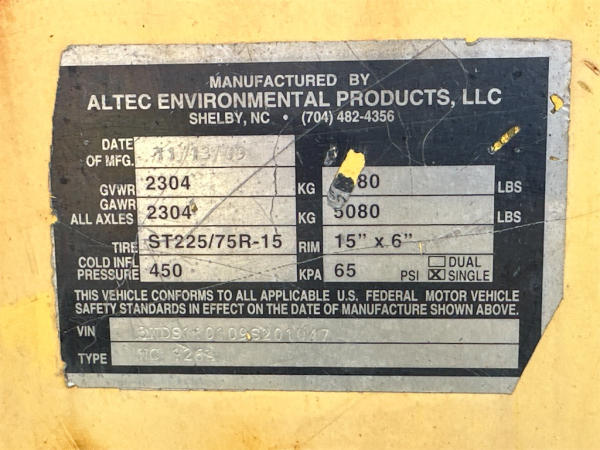 MANUFACTURED BY
ALTEC ENVIRONMENTAL PRODUCTS, LLC
SHELBY, NC • (704) 482-4356
DATE OF MFG. 11/13/09
GVWR 2304 KG LBS
GAWR ALL AXLES 2304 KG 5080 LBS
TIRE ST225/75R-15 RIM 15" x 6"
COLD INFL PRESSURE 450 KPA 65 PSI DUAL SINGLE
THIS VEHICLE CONFORMS TO ALL APPLICABLE U.S. FEDERAL MOTOR VEHICLE
SAFETY STANDARDS IN EFFECT ON THE DATE OF MANUFACTURE SHOWN ABOVE.
VIN
TYPE